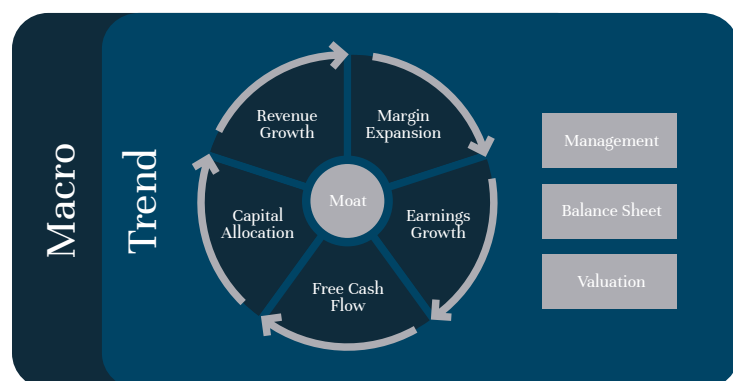 Macro
Trend
Revenue
Growth
Margin
Expansion
Earnings
Growth
Free Cash
Flow
Capital
Allocation
Moat
Management
Balance Sheet
Valuation